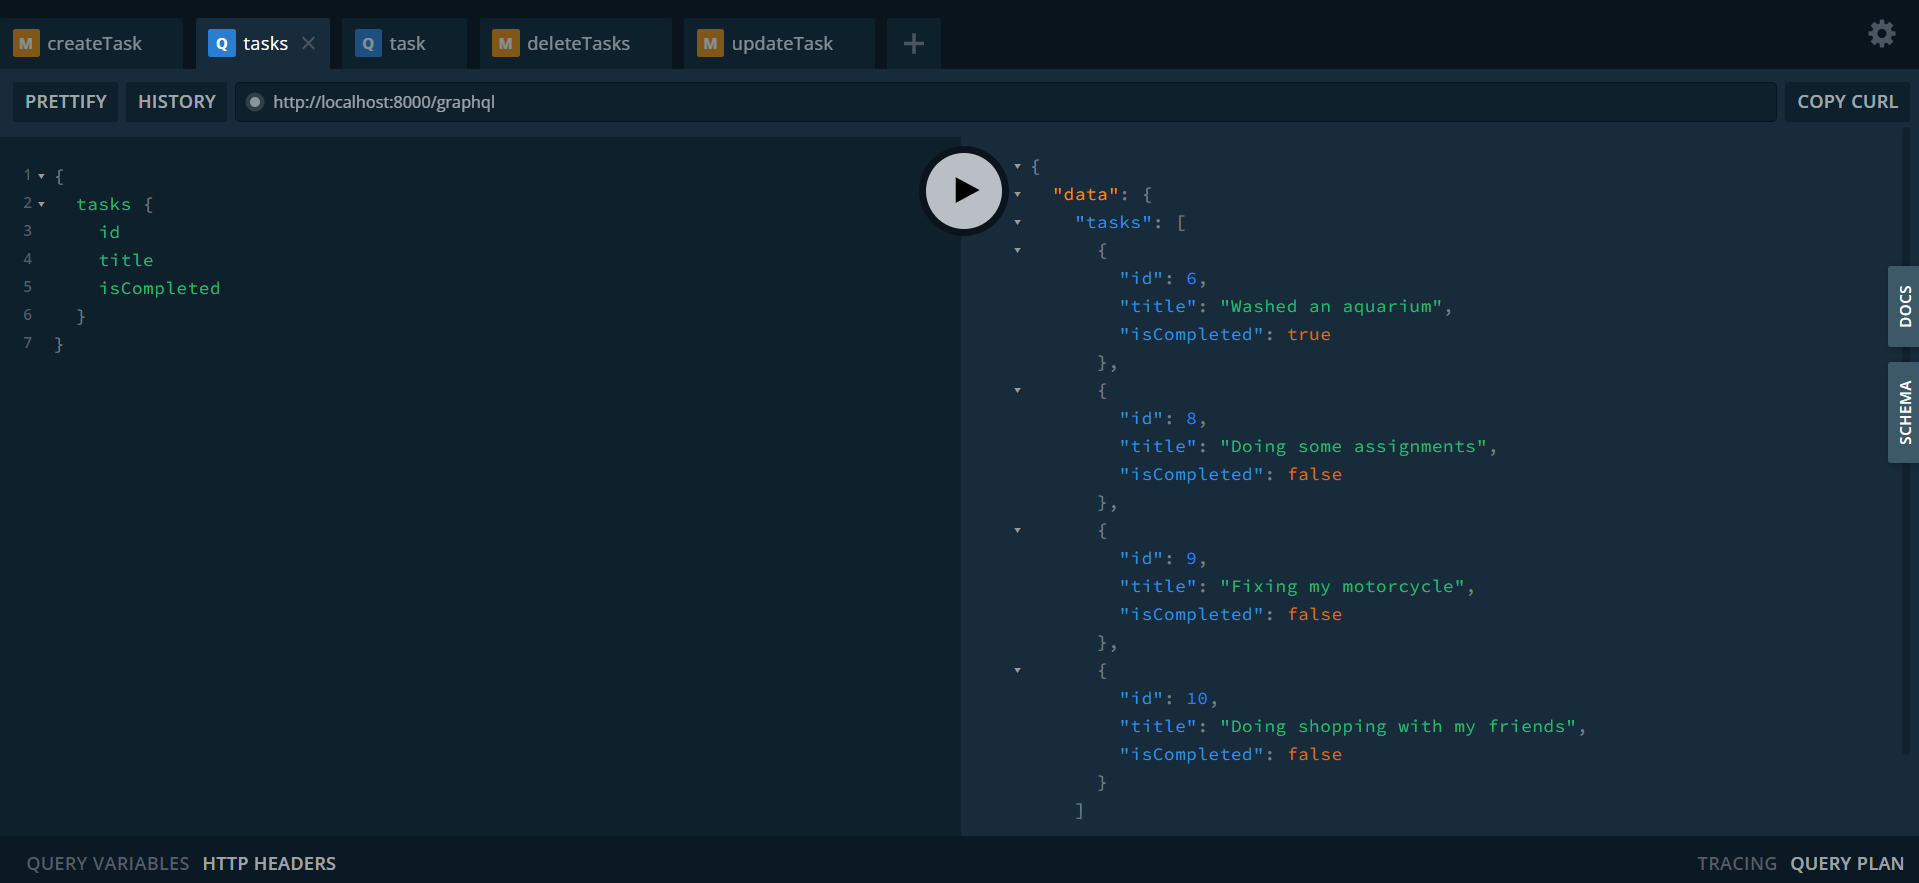 M createTask
Q tasks
Q task
M deleteTasks
M updateTask
PRETTIFY
HISTORY
http://localhost:8000/graphql
COPY CURL
1 {
2 tasks {
3 id
4 title
5 isCompleted
6 }
7 }
{
"data": {
"tasks": [
{
"id": 6,
"title": "Washed an aquarium",
"isCompleted": true
},
{
"id": 8,
"title": "Doing some assignments",
"isCompleted": false
},
{
"id": 9,
"title": "Fixing my motorcycle",
"isCompleted": false
},
{
"id": 10,
"title": "Doing shopping with my friends",
"isCompleted": false
}
]
DOCS
SCHEMA
QUERY VARIABLES
HTTP HEADERS
TRACING
QUERY PLAN